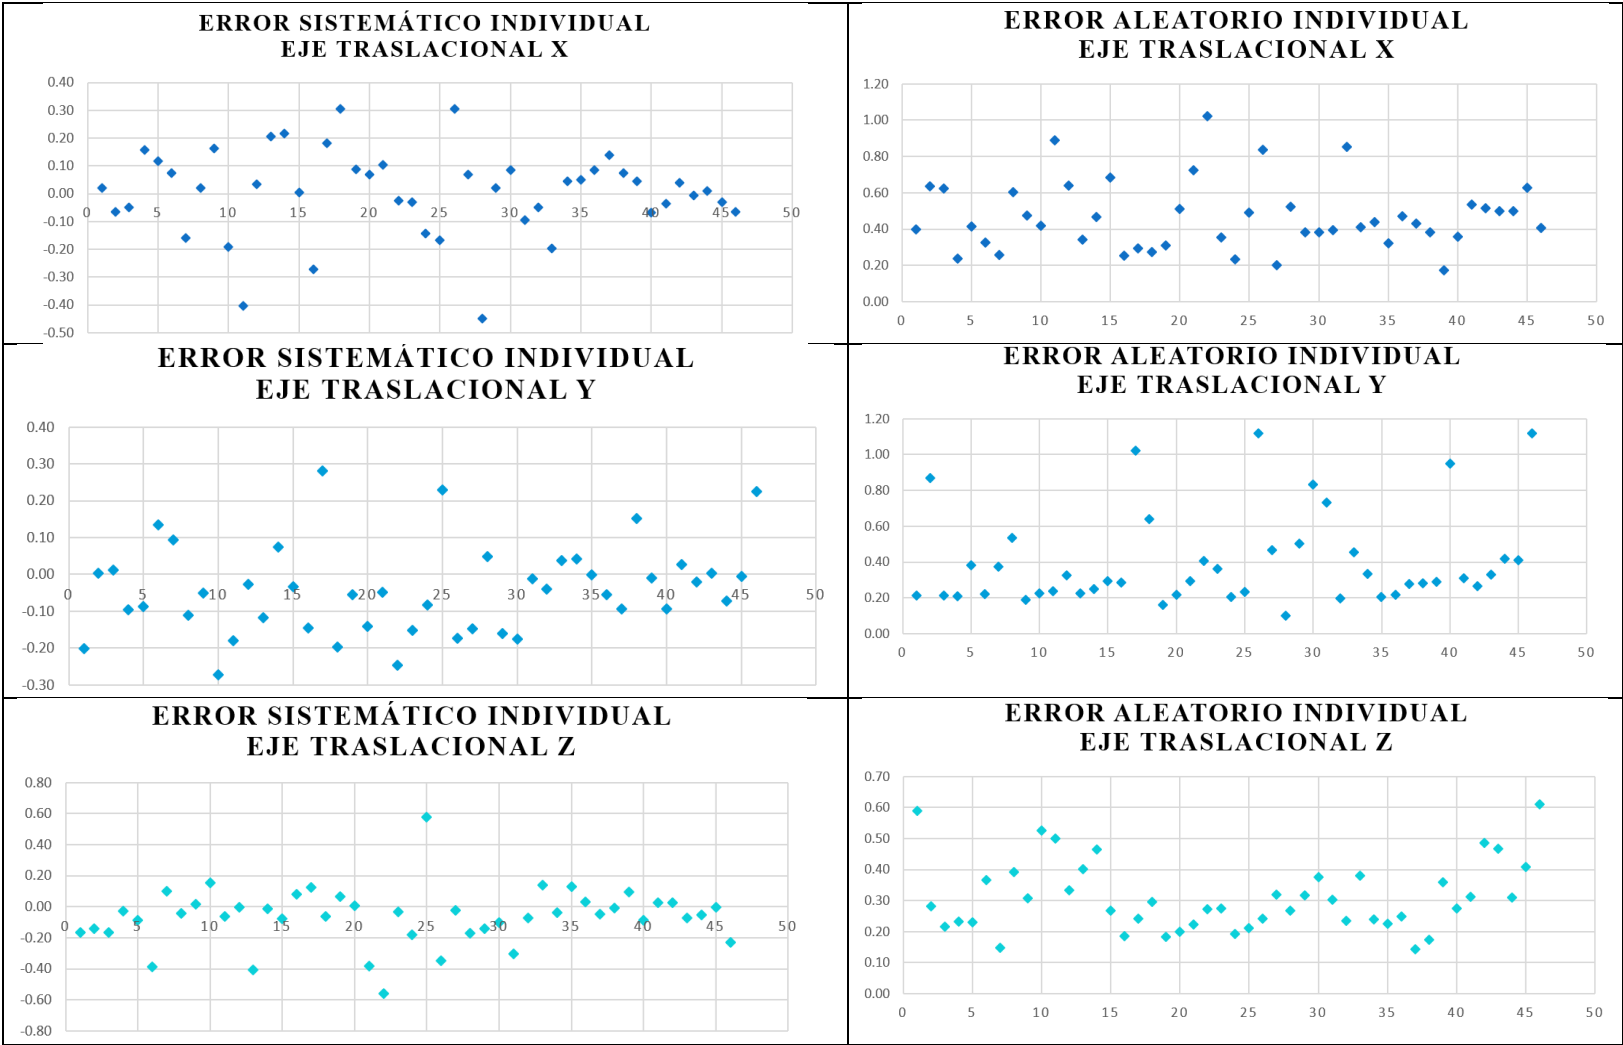 ERROR SISTEMÁTICO INDIVIDUAL
EJE TRASLACIONAL X
0.40
0.30
0.20
0.10
0.00
-0.10
-0.20
-0.30
-0.40
-0.50
0 5 10 15 20 25 30 35 40 45 50
ERROR ALEATORIO INDIVIDUAL
EJE TRASLACIONAL X
1.20
1.00
0.80
0.60
0.40
0.20
0.00
0 5 10 15 20 25 30 35 40 45 50
ERROR SISTEMÁTICO INDIVIDUAL
EJE TRASLACIONAL Y
0.40
0.30
0.20
0.10
0.00
-0.10
-0.20
-0.30
0 5 10 15 20 25 30 35 40 45 50
ERROR ALEATORIO INDIVIDUAL
EJE TRASLACIONAL Y
1.20
1.00
0.80
0.60
0.40
0.20
0.00
0 5 10 15 20 25 30 35 40 45 50
ERROR SISTEMÁTICO INDIVIDUAL
EJE TRASLACIONAL Z
0.80
0.60
0.40
0.20
0.00
-0.20
-0.40
-0.60
-0.80
0 5 10 15 20 25 30 35 40 45 50
ERROR ALEATORIO INDIVIDUAL
EJE TRASLACIONAL Z
0.70
0.60
0.50
0.40
0.30
0.20
0.10
0.00
0 5 10 15 20 25 30 35 40 45 50